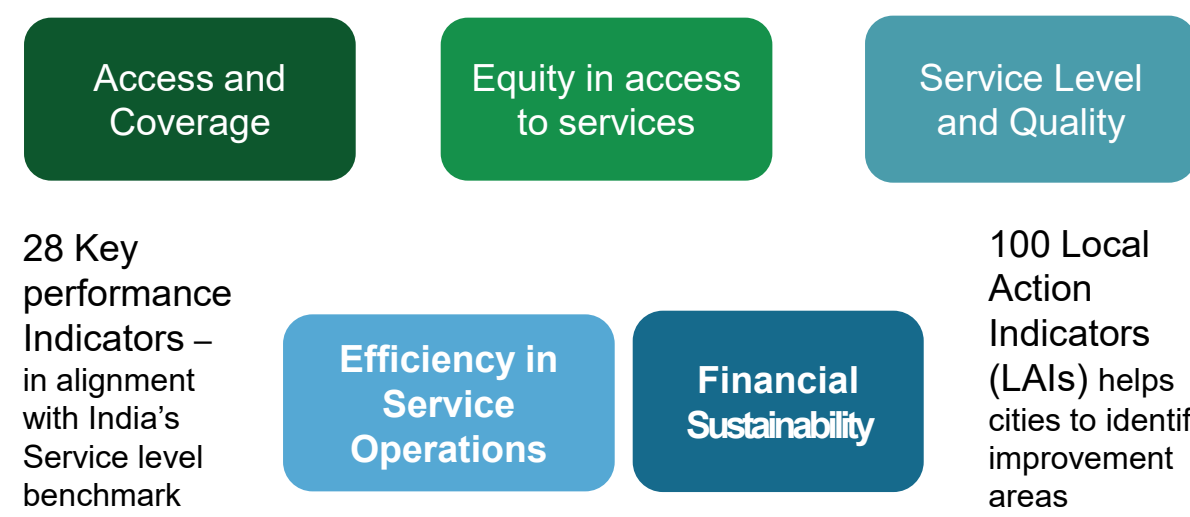 Access and
Coverage
Equity in access
to services
Service Level
and Quality
28 Key
performance
Indicators –
in alignment
with India's
Service level
benchmark
Efficiency in
Service
Operations
Financial
Sustainability
100 Local
Action
Indicators
(LAIs) helps
cities to identif
improvement
areas